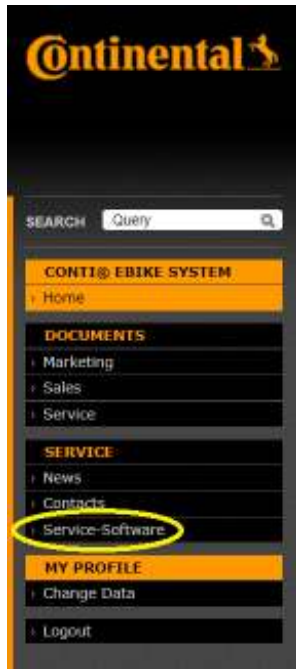 Continental
SEARCH Query
CONTI® EBIKE SYSTEM
Home
DOCUMENTS
Marketing
Sales
Service
SERVICE
News
Contacts
Service-Software
MY PROFILE
Change Data
Logout